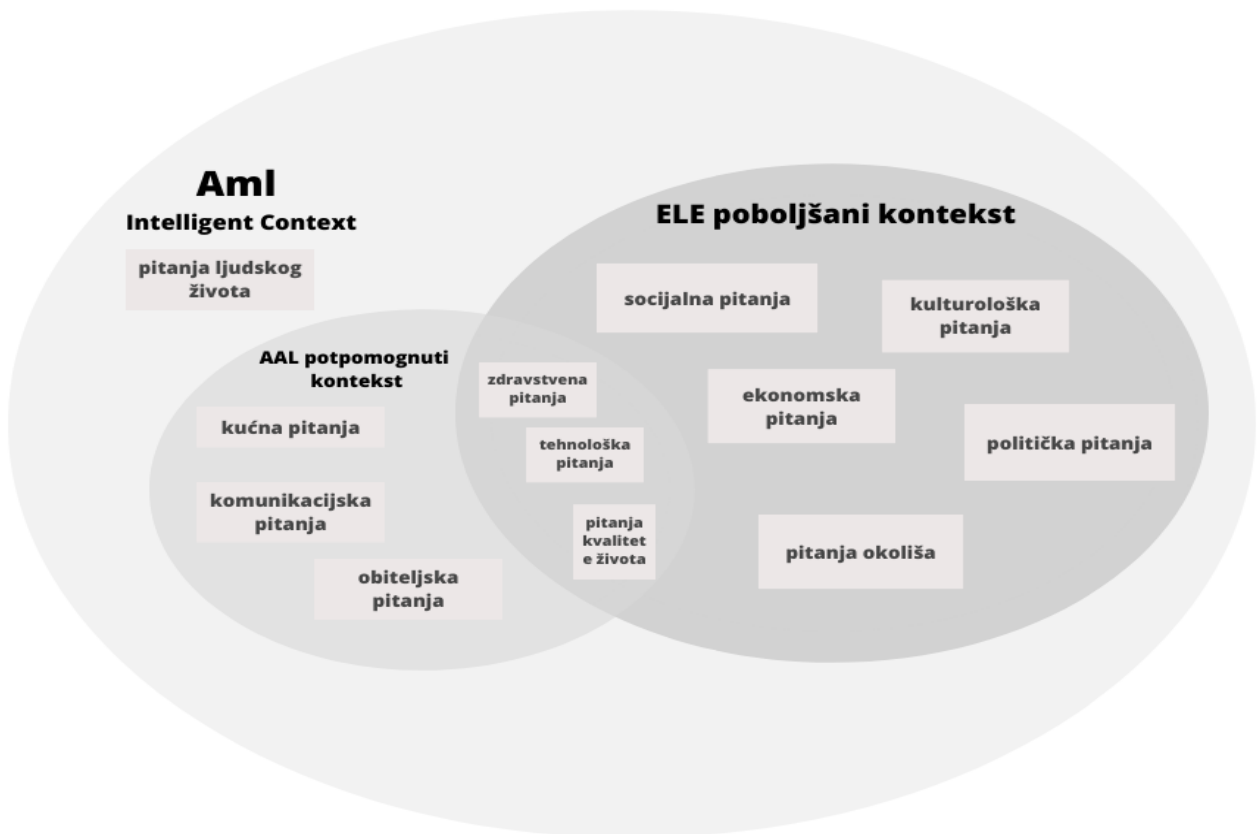 AmI
Intelligent Context
pitanja ljudskog
života
AAL potpomognuti
kontekst
kućna pitanja
komunikacijska
pitanja
obiteljska
pitanja
zdravstvena
pitanja
tehnološka
pitanja
pitanja
kvalitet
e života
ELE poboljšani kontekst
socijalna pitanja
kulturološka
pitanja
ekonomska
pitanja
politička pitanja
pitanja okoliša